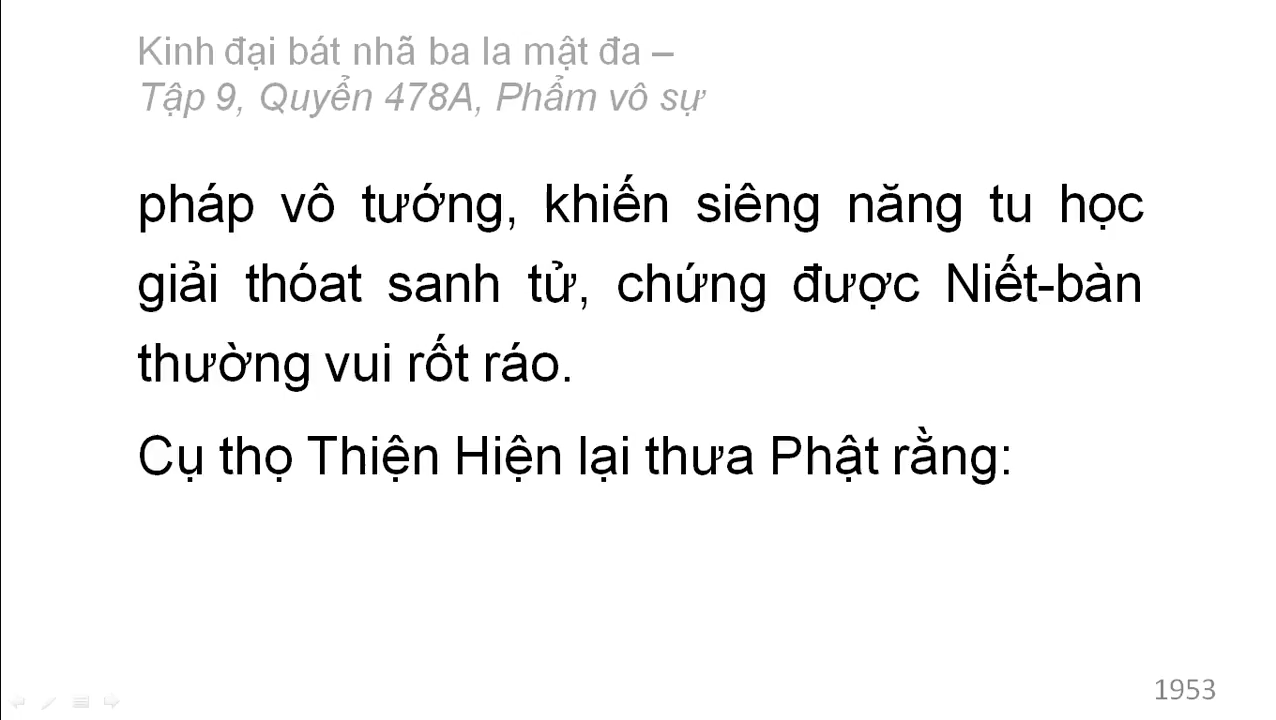 Kinh đại bát nhã ba la mật đa –
Tập 9, Quyển 478A, Phẩm vô sự
pháp vô tướng, khiến siêng năng tu học
giải thóat sanh tử, chứng được Niết-bàn
thường vui rốt ráo.
Cụ thọ Thiện Hiện lại thưa Phật rằng:
1953